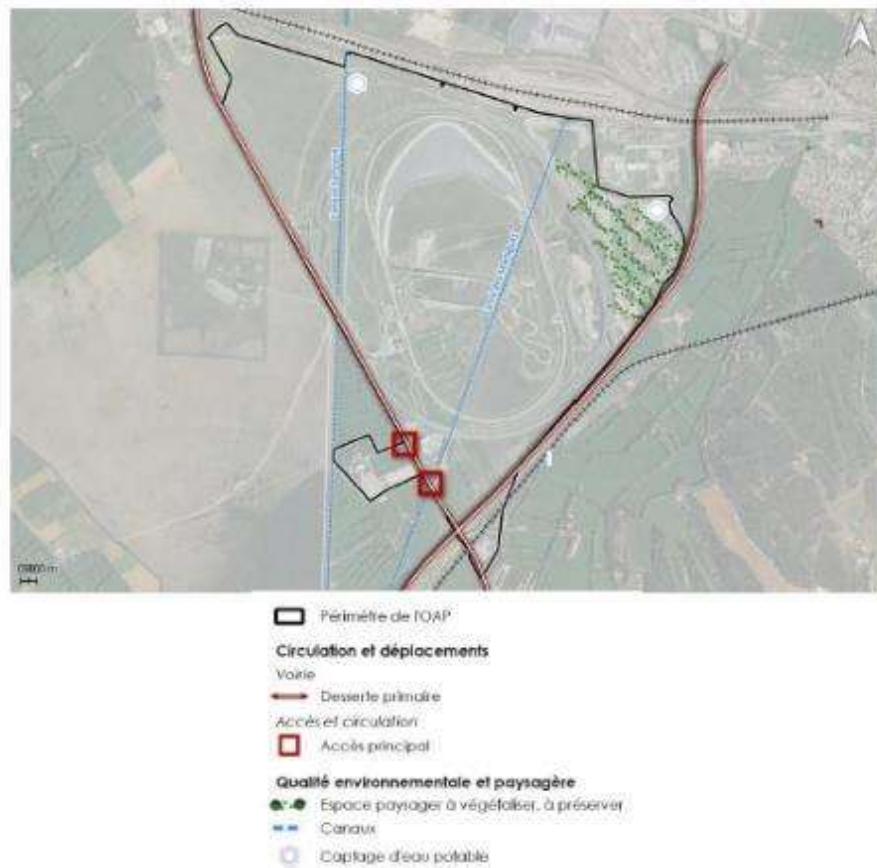 Périmètre de l'OAP
Circulation et déplacements
Voirie
Desserte primaire
Accès et circulation
Accès principal
Qualité environnementale et paysagère
Espace paysager à végétaliser, à préserver
Canaux
Captage d'eau potable